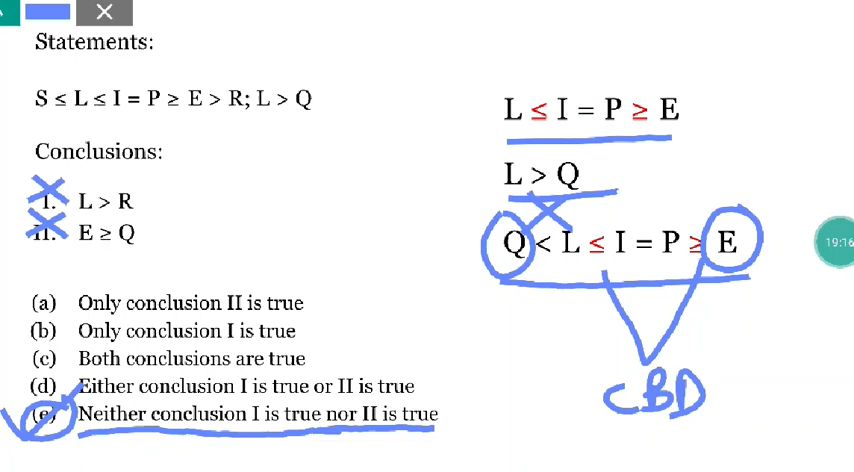 Statements:
S ≤ L ≤ I = P ≥ E > R; L > Q
Conclusions:
I. L > R
II. E ≥ Q
(a) Only conclusion II is true
(b) Only conclusion I is true
(c) Both conclusions are true
(d) Either conclusion I is true or II is true
(e) Neither conclusion I is true nor II is true
L ≤ I = P ≥ E
L > Q
Q < L ≤ I = P ≥ E
CBD
19:16